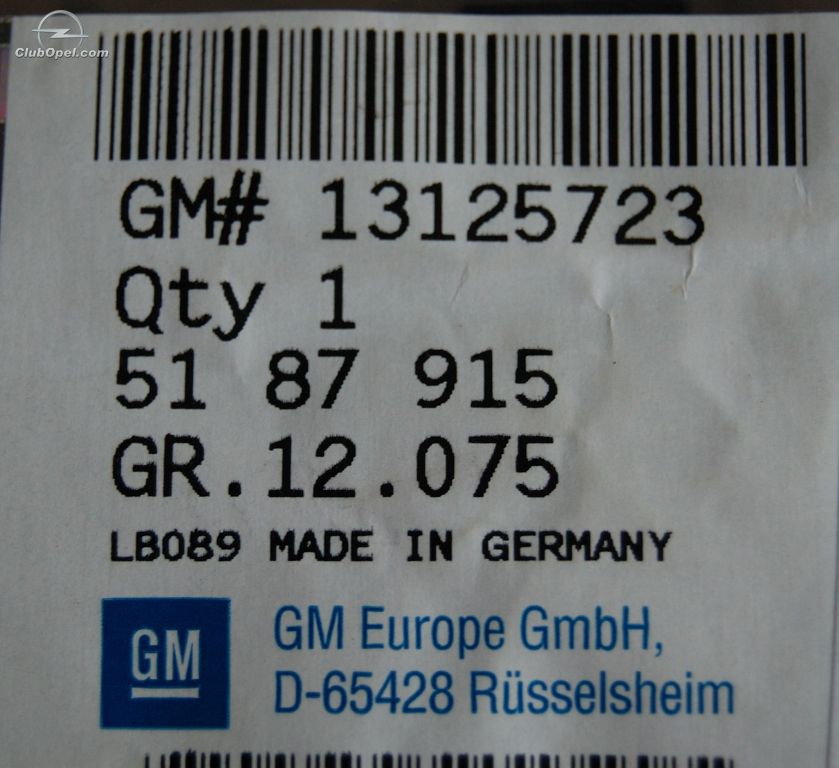 ClubOpel.com
GM# 13125723
Qty 1
51 87 915
GR.12.075
LB089 MADE IN GERMANY
GM
GM Europe GmbH,
D-65428 Rüsselsheim